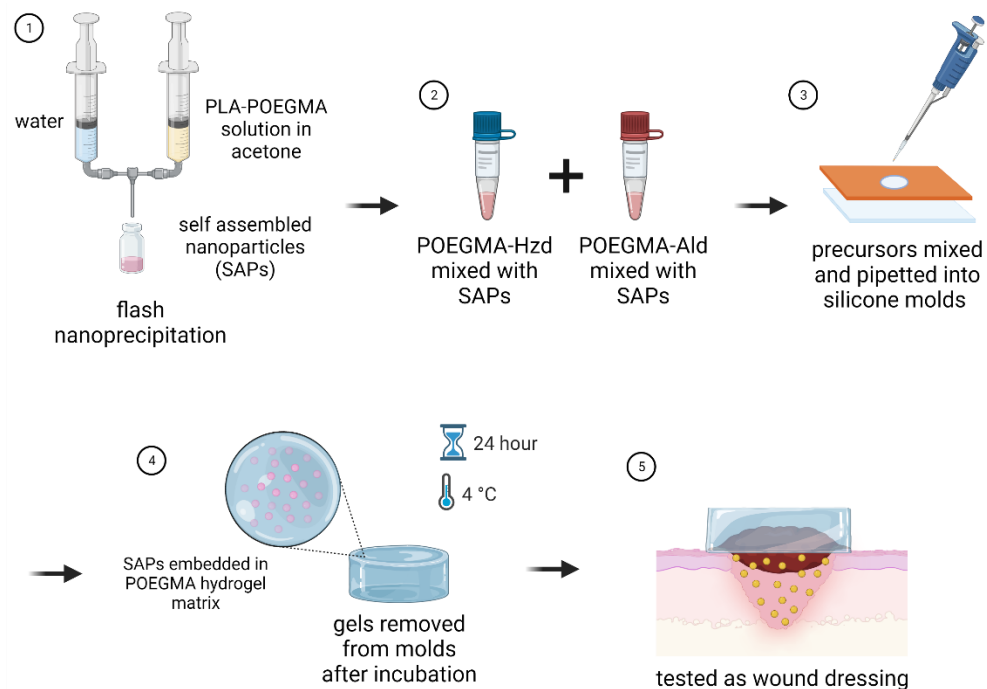 1
water
PLA-POEGMA
solution in
acetone
self assembled
nanoparticles
(SAPs)
flash
nanoprecipitation
2
+
POEGMA-Hzd
mixed with
SAPs
POEGMA-Ald
mixed with
SAPs
3
precursors mixed
and pipetted into
silicone molds
4
24 hour
4 °C
SAPs embedded in
POEGMA hydrogel
matrix
gels removed
from molds
after incubation
5
tested as wound dressing